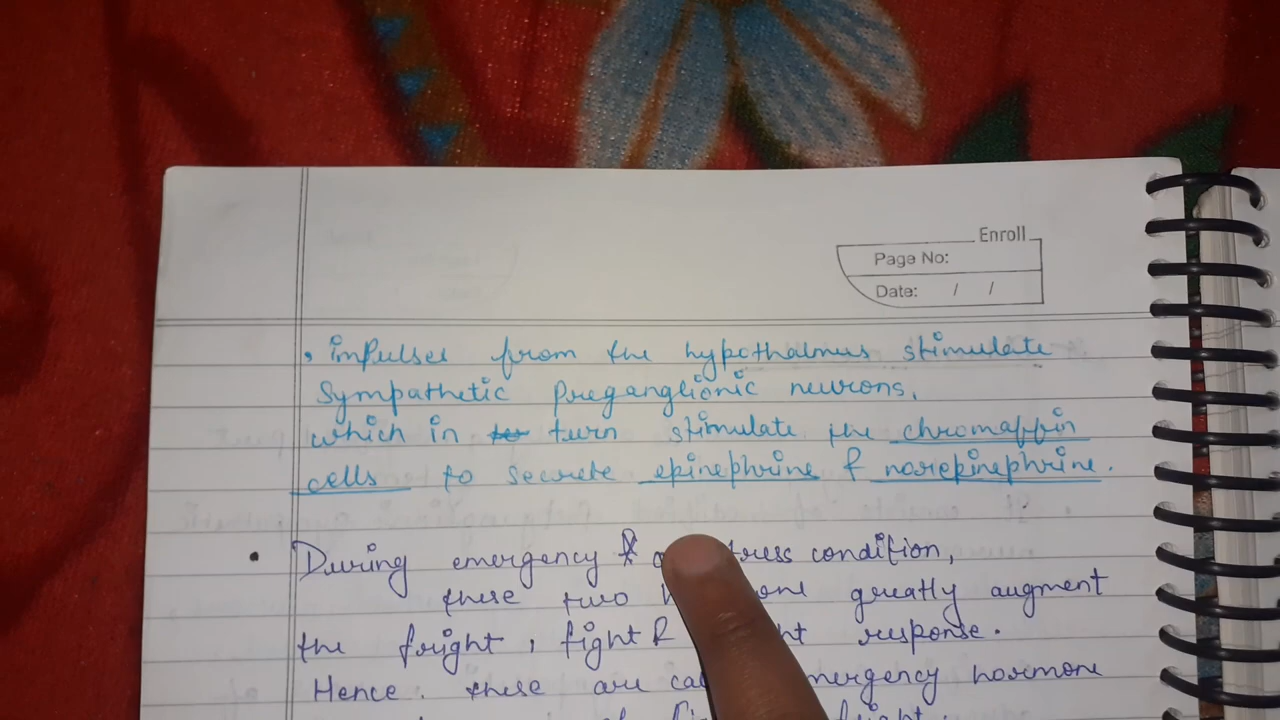 Enroll
Page No:
Date: / /
• impulses from the hypothalmus stimulate
Sympathetic Preganglionic neurons,
which in turn stimulate the chromaffin
cells to secrete epinephrine & norepinephrine.
• During emergency stress condition,
these two greatly augment
the fright, fight & response.
Hence. these are emergency hormone
fright.